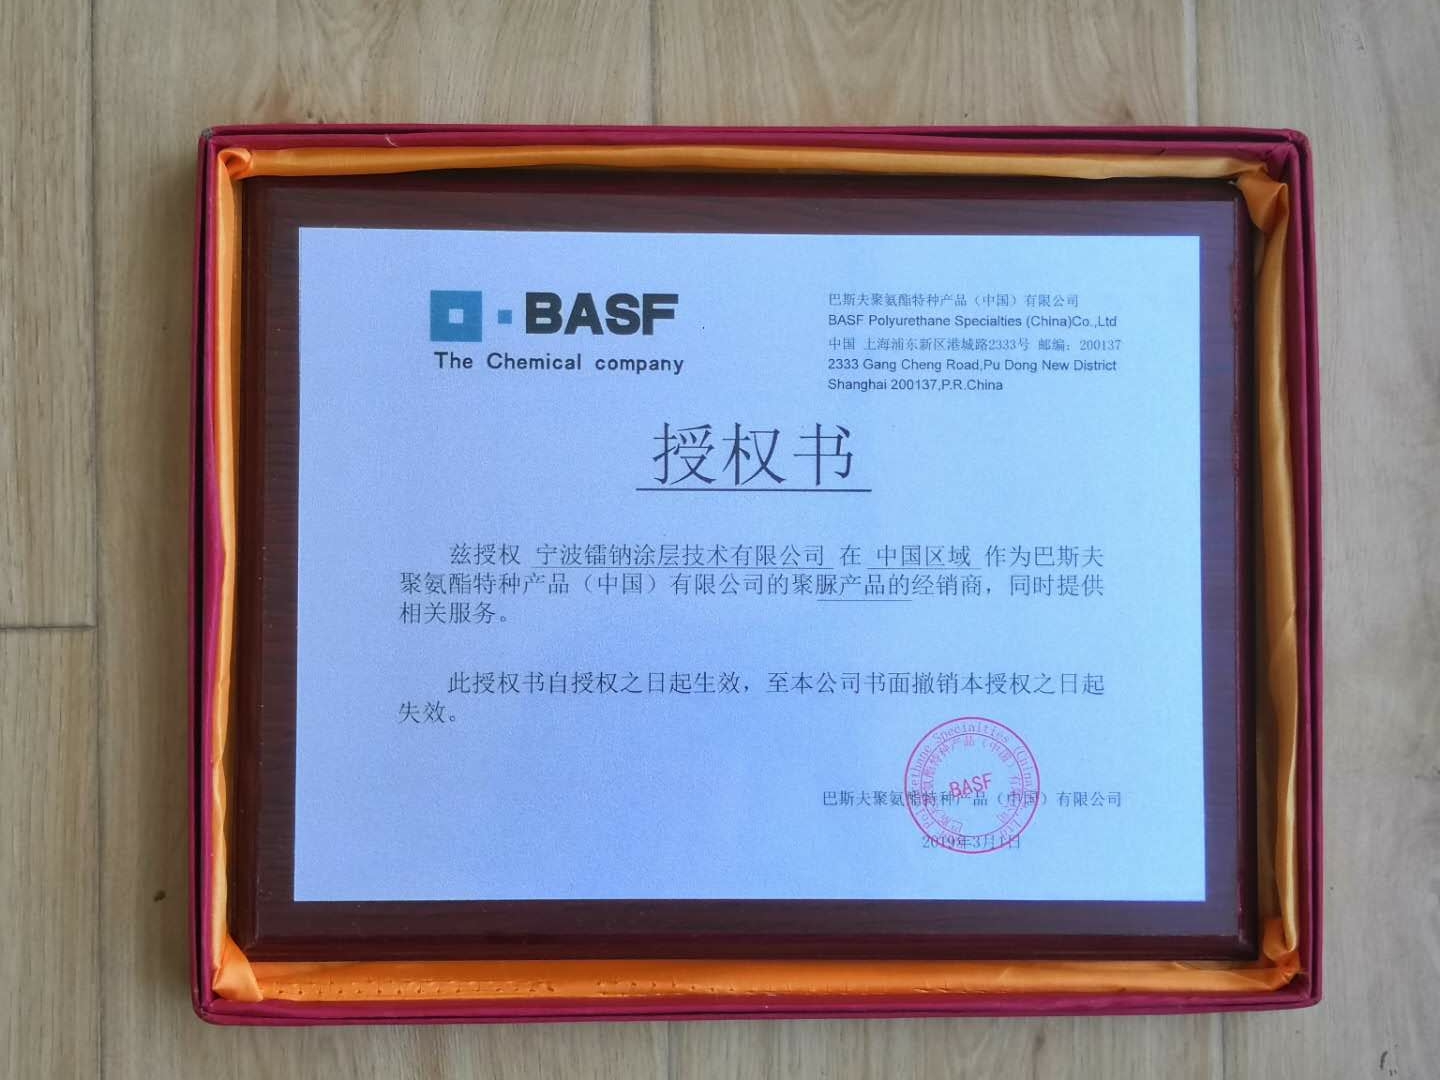 BASF
The Chemical company
巴斯夫聚氨酯特种产品（中国）有限公司
BASF Polyurethane Specialties (China)Co.,Ltd
中国 上海浦东新区港城路2333号 邮编：200137
2333 Gang Cheng Road,Pu Dong New District
Shanghai 200137,P.R.China
授权书
兹授权 宁波镭钠涂层技术有限公司 在 中国区域 作为巴斯夫
聚氨酯特种产品（中国）有限公司的聚脲产品的经销商，同时提供
相关服务。
此授权书自授权之日起生效，至本公司书面撤销本授权之日起
失效。
巴斯夫聚氨酯特种产品（中国）有限公司
2019年3月1日
BASF